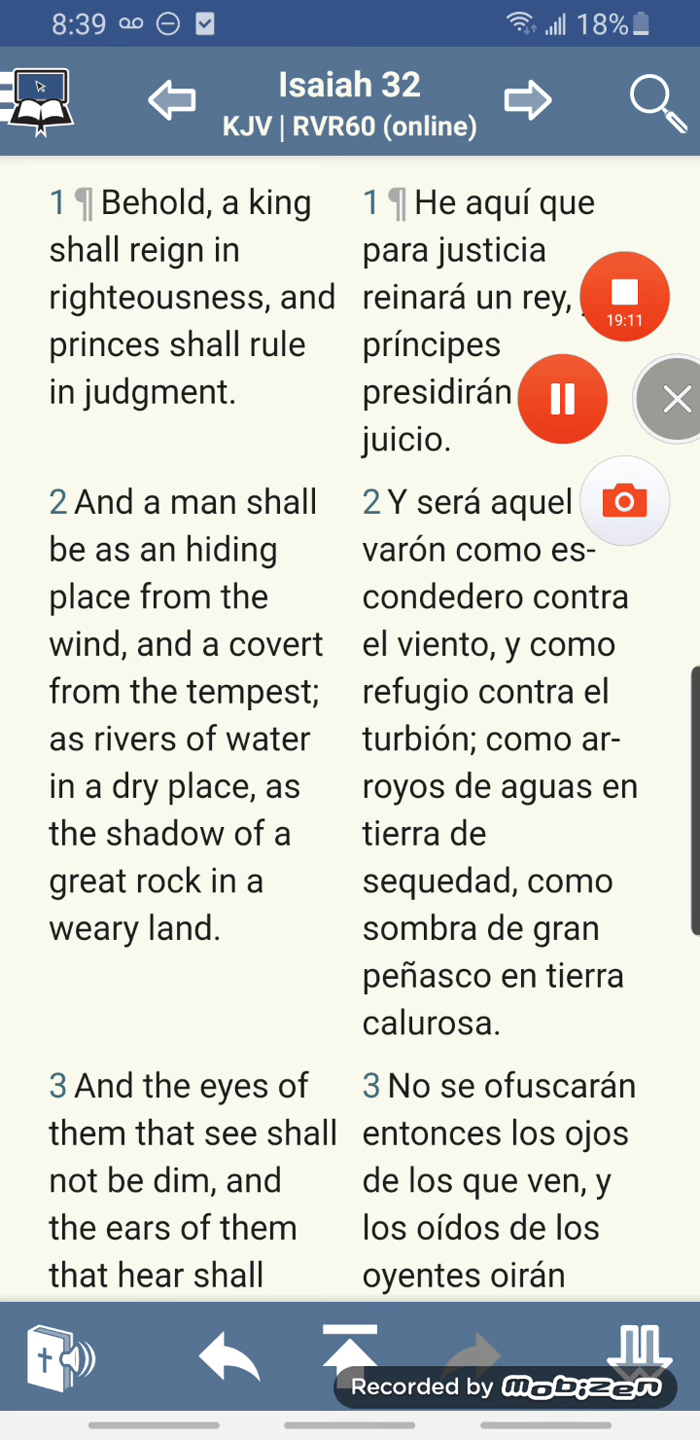 8:39
18%
Isaiah 32
KJV | RVR60 (online)
1 ¶ Behold, a king
shall reign in
righteousness, and
princes shall rule
in judgment.
2 And a man shall
be as an hiding
place from the
wind, and a covert
from the tempest;
as rivers of water
in a dry place, as
the shadow of a
great rock in a
weary land.
3 And the eyes of
them that see shall
not be dim, and
the ears of them
that hear shall
1 ¶ He aquí que
para justicia
reinará un rey,
príncipes
presidirán
juicio.
2 Y será aquel
varón como es-
condedero contra
el viento, y como
refugio contra el
turbión; como ar-
royos de aguas en
tierra de
sequedad, como
sombra de gran
peñasco en tierra
calurosa.
3 No se ofuscarán
entonces los ojos
de los que ven, y
los oídos de los
oyentes oirán
19:11
Recorded by Mobizen